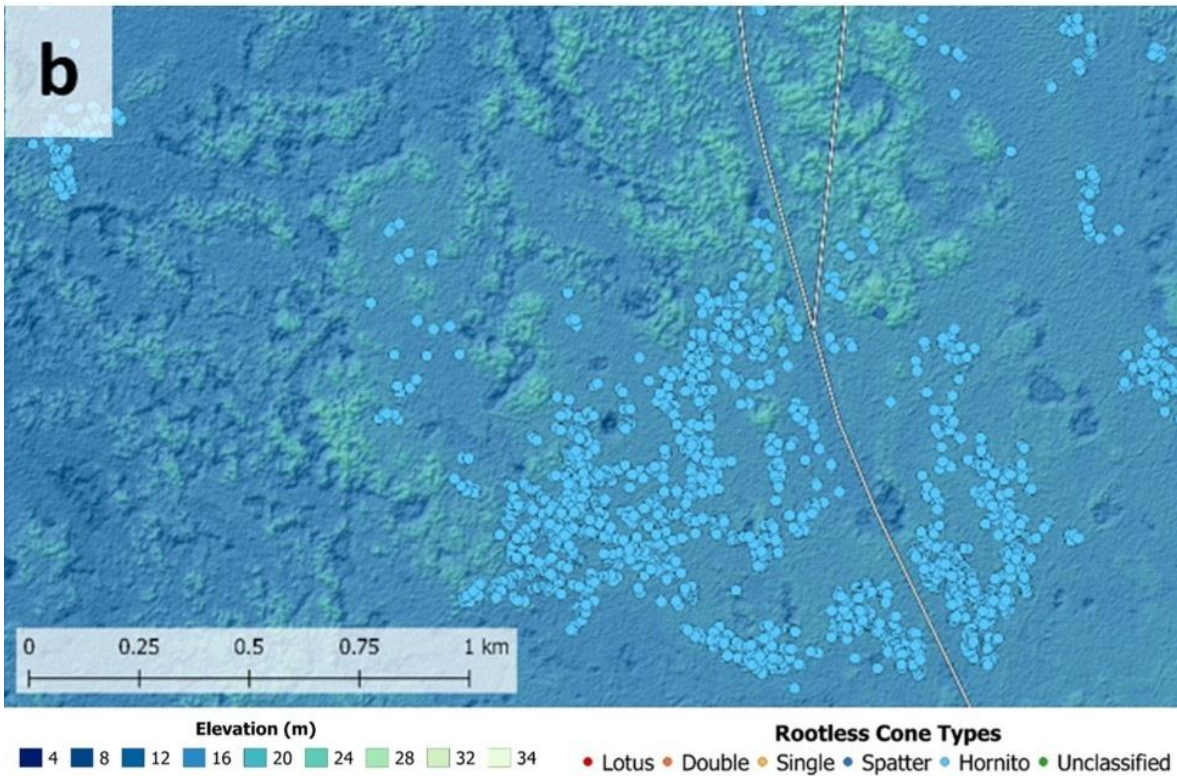 b
0 0.25 0.5 0.75 1 km
Elevation (m)
4 8 12 16 20 24 28 32 34
Rootless Cone Types
Lotus Double Single Spatter Hornito Unclassified